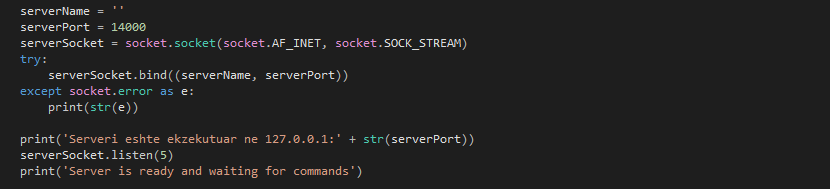 serverName = ''
serverPort = 14000
serverSocket = socket.socket(socket.AF_INET, socket.SOCK_STREAM)
try:
    serverSocket.bind((serverName, serverPort))
except socket.error as e:
    print(str(e))

print('Serveri eshte ekzekutuar ne 127.0.0.1:' + str(serverPort))
serverSocket.listen(5)
print('Server is ready and waiting for commands')